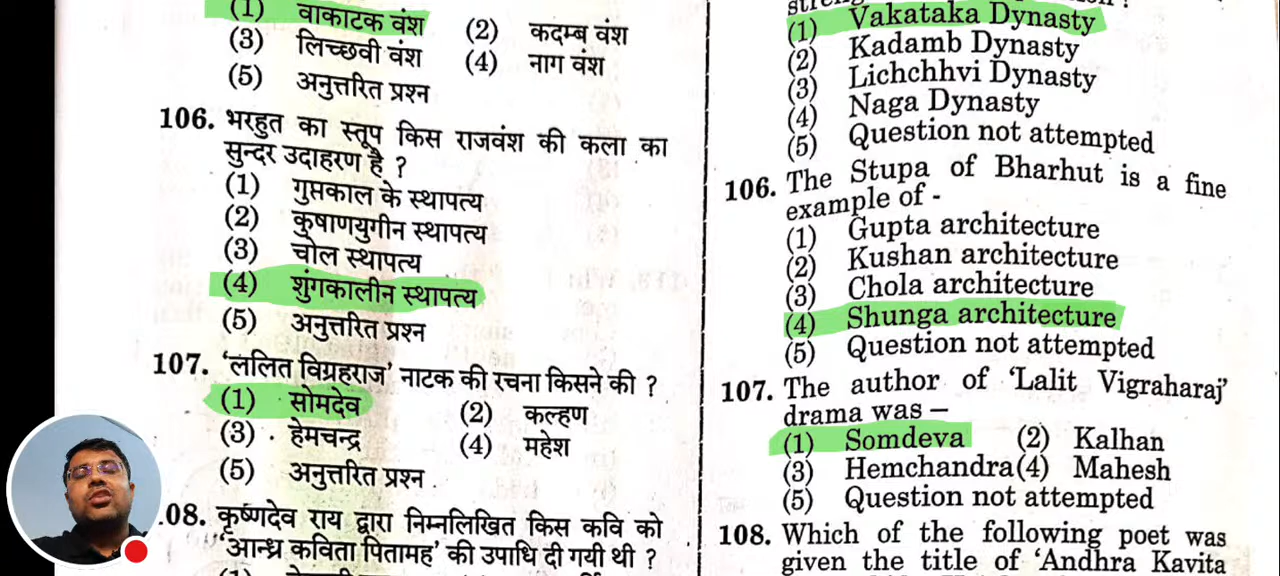 (1) वाकाटक वंश (2) कदम्ब वंश
(3) लिच्छवी वंश (4) नाग वंश
(5) अनुत्तरित प्रश्न
106. भरहुत का स्तूप किस राजवंश की कला का
सुन्दर उदाहरण है ?
(1) गुप्तकाल के स्थापत्य
(2) कुषाणयुगीन स्थापत्य
(3) चोल स्थापत्य
(4) शुंगकालीन स्थापत्य
(5) अनुत्तरित प्रश्न
107. 'ललित विग्रहराज' नाटक की रचना किसने की ?
(1) सोमदेव (2) कल्हण
(3) हेमचन्द्र (4) महेश
(5) अनुत्तरित प्रश्न
08. कृष्णदेव राय द्वारा निम्नलिखित किस कवि को
'आन्ध्र कविता पितामह' की उपाधि दी गयी थी ?
(1) Vakataka Dynasty
(2) Kadamb Dynasty
(3) Lichchhvi Dynasty
(4) Naga Dynasty
(5) Question not attempted
106. The Stupa of Bharhut is a fine
example of -
(1) Gupta architecture
(2) Kushan architecture
(3) Chola architecture
(4) Shunga architecture
(5) Question not attempted
107. The author of 'Lalit Vigraharaj'
drama was –
(1) Somdeva (2) Kalhan
(3) Hemchandra (4) Mahesh
(5) Question not attempted
108. Which of the following poet was
given the title of 'Andhra Kavita